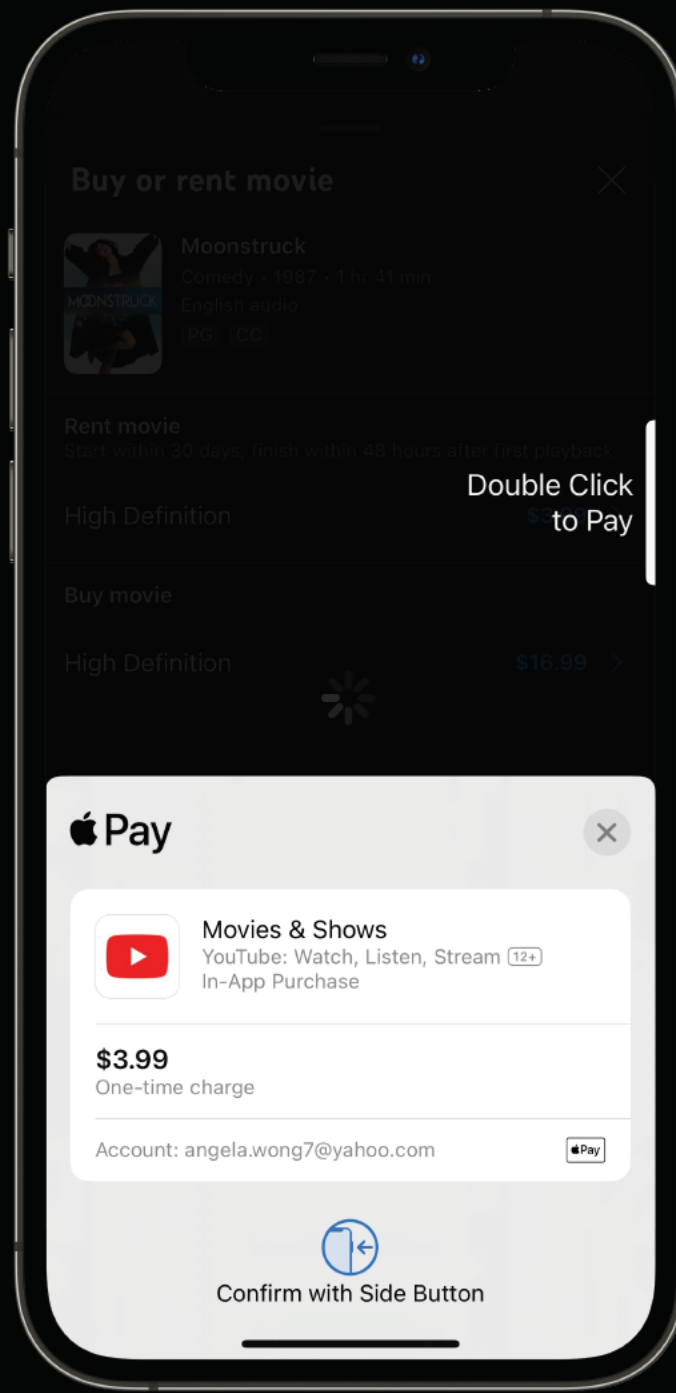 Buy or rent movie
Moonstruck
Comedy • 1987 • 1 hr 41 min
MOONSTRUCK
English audio
PG CC
Rent movie
Start within 30 days, finish within 48 hours after first playback
Double Click
to Pay
High Definition $3.99
Buy movie
High Definition $16.99
Pay
Movies & Shows
YouTube: Watch, Listen, Stream 12+
In-App Purchase
$3.99
One-time charge
Account: angela.wong7@yahoo.com Pay
Confirm with Side Button